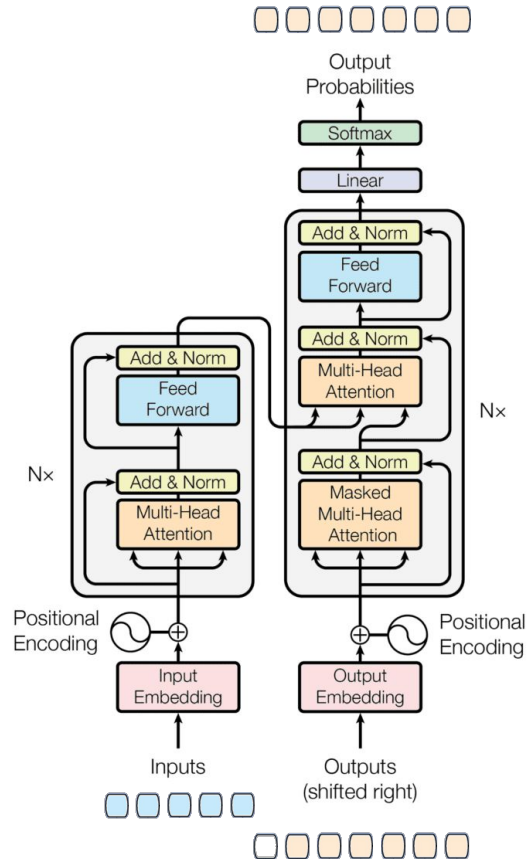 Output
Probabilities
Softmax
Linear
Add & Norm
Feed
Forward
Add & Norm
Multi-Head
Attention
Add & Norm
Masked
Multi-Head
Attention
N×
Positional
Encoding
Output
Embedding
Outputs
(shifted right)
Add & Norm
Feed
Forward
Add & Norm
Multi-Head
Attention
N×
Positional
Encoding
Input
Embedding
Inputs